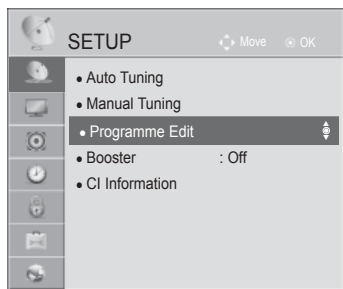 SETUP Move OK
• Auto Tuning
• Manual Tuning
• Programme Edit
• Booster : Off
• CI Information